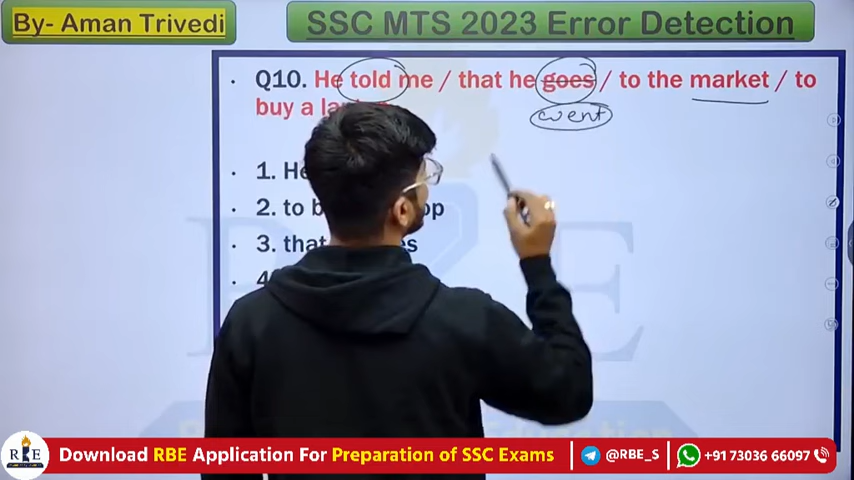 By- Aman Trivedi
SSC MTS 2023 Error Detection
Q10. He told me / that he goes / to the market / to
buy a
went
1. He
2. to
3. that
Download RBE Application For Preparation of SSC Exams
@RBE_S
+91 73036 66097
RBE